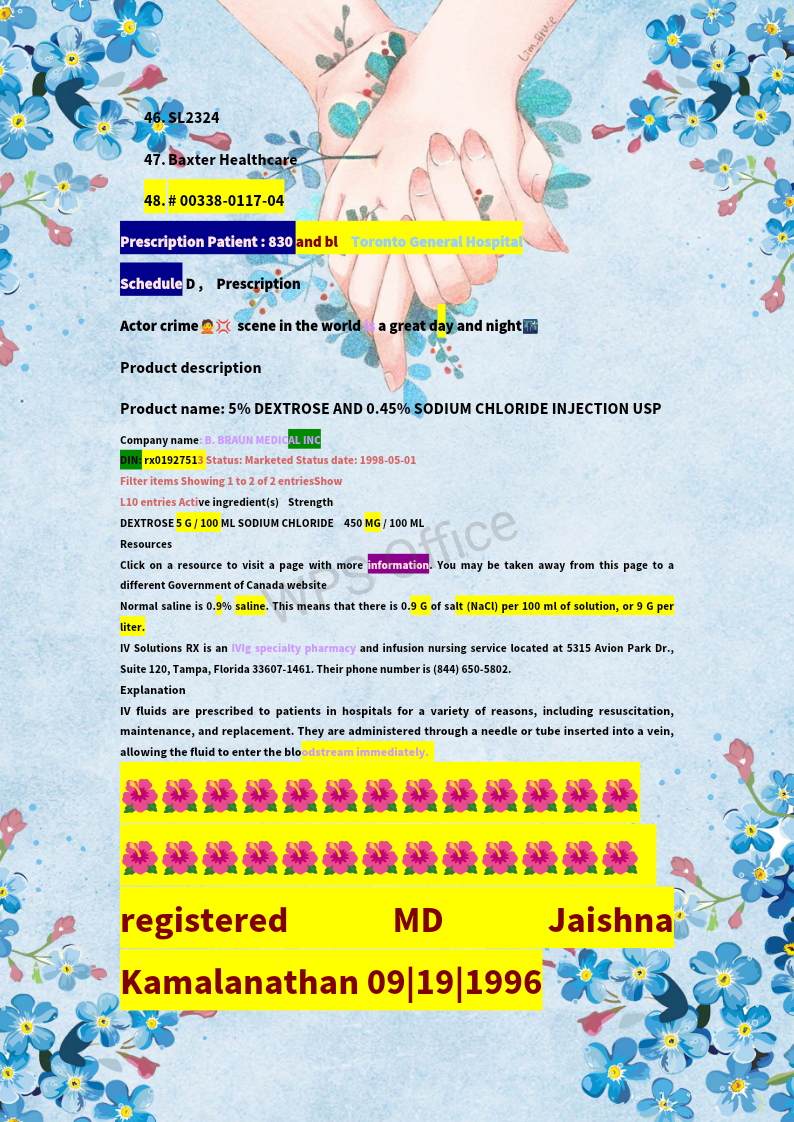 Lim.Bruce
46. SL2324
47. Baxter Healthcare
48. # 00338-0117-04
Prescription Patient : 830 and bl Toronto General Hospital
Schedule D , Prescription
Actor crime🙅💢 scene in the world is a great day and night🌃
Product description
Product name: 5% DEXTROSE AND 0.45% SODIUM CHLORIDE INJECTION USP
Company name: B. BRAUN MEDICAL INC
DIN: rx01927513 Status: Marketed Status date: 1998-05-01
Filter items Showing 1 to 2 of 2 entriesShow
L10 entries Active ingredient(s) Strength
DEXTROSE 5 G / 100 ML SODIUM CHLORIDE 450 MG / 100 ML
Resources
Click on a resource to visit a page with more information. You may be taken away from this page to a
different Government of Canada website
Normal saline is 0.9% saline. This means that there is 0.9 G of salt (NaCl) per 100 ml of solution, or 9 G per
liter.
IV Solutions RX is an IVIg specialty pharmacy and infusion nursing service located at 5315 Avion Park Dr.,
Suite 120, Tampa, Florida 33607-1461. Their phone number is (844) 650-5802.
Explanation
IV fluids are prescribed to patients in hospitals for a variety of reasons, including resuscitation,
maintenance, and replacement. They are administered through a needle or tube inserted into a vein,
allowing the fluid to enter the bloodstream immediately.
🌺🌺🌺🌺🌺🌺🌺🌺🌺🌺🌺🌺🌺
🌺🌺🌺🌺🌺🌺🌺🌺🌺🌺🌺🌺🌺
registered MD Jaishna
Kamalanathan 09|19|1996
WPS Office